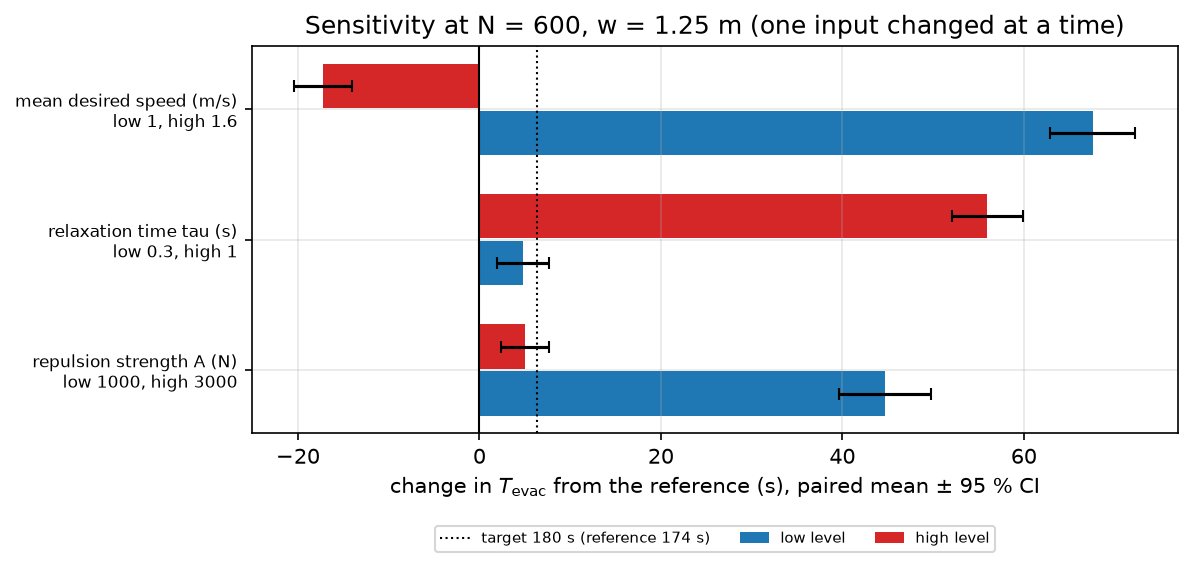 Sensitivity at N = 600, w = 1.25 m (one input changed at a time)
mean desired speed (m/s)
low 1, high 1.6
relaxation time tau (s)
low 0.3, high 1
repulsion strength A (N)
low 1000, high 3000
−20 0 20 40 60
change in Tevac from the reference (s), paired mean ± 95 % CI
target 180 s (reference 174 s) low level high level